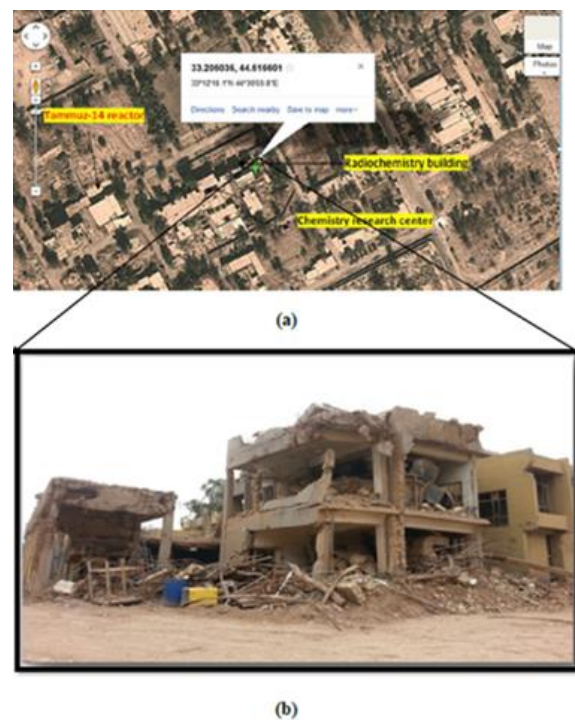 33.206036, 44.616601
Directions Search nearby Save to map more
Map
Photos
Tammuz-14 reactor
Radiochemistry building
Chemistry research center
(a)
(b)